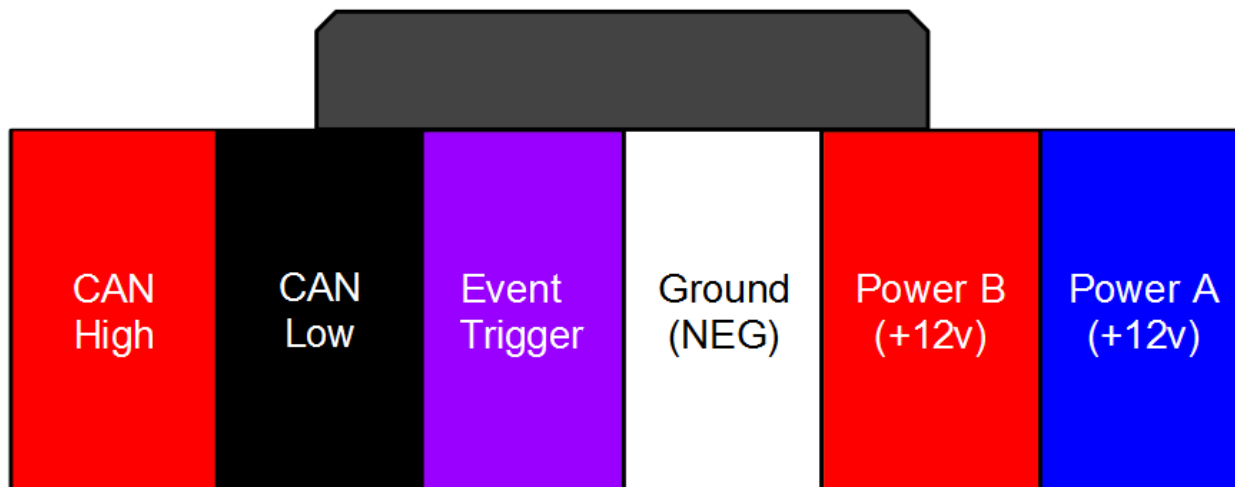 CAN
High
CAN
Low
Event
Trigger
Ground
(NEG)
Power B
(+12v)
Power A
(+12v)